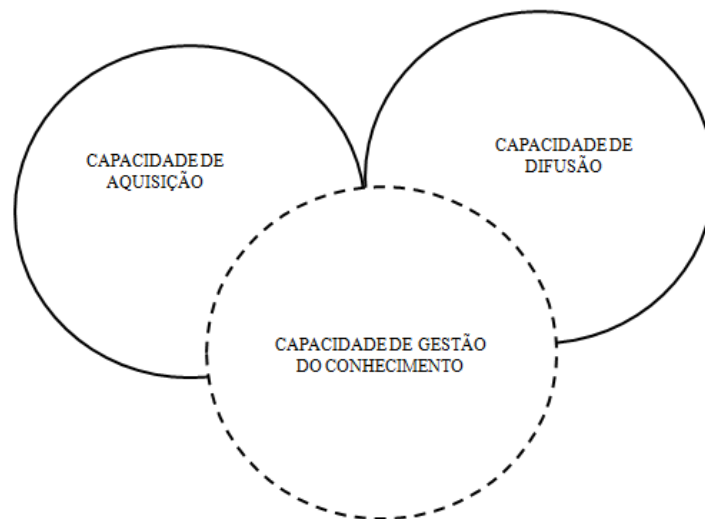 CAPACIDADE DE
AQUISIÇÃO
CAPACIDADE DE
DIFUSÃO
CAPACIDADE DE GESTÃO
DO CONHECIMENTO